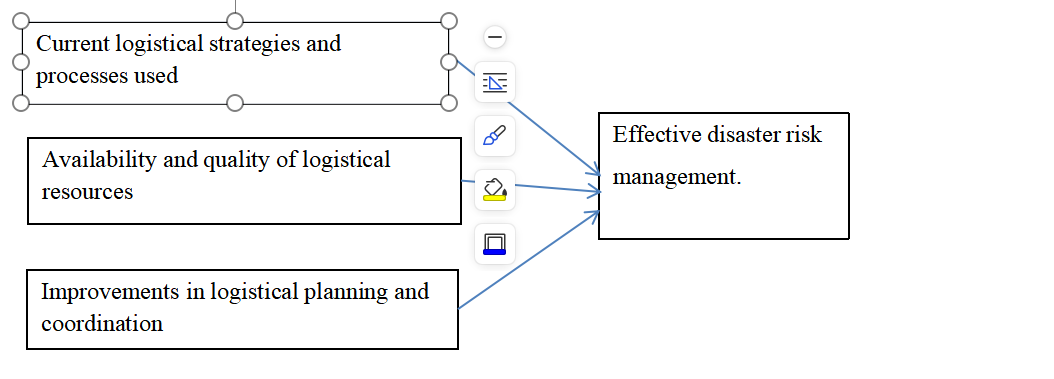 Current logistical strategies and
processes used
Availability and quality of logistical
resources
Improvements in logistical planning and
coordination
Effective disaster risk
management.